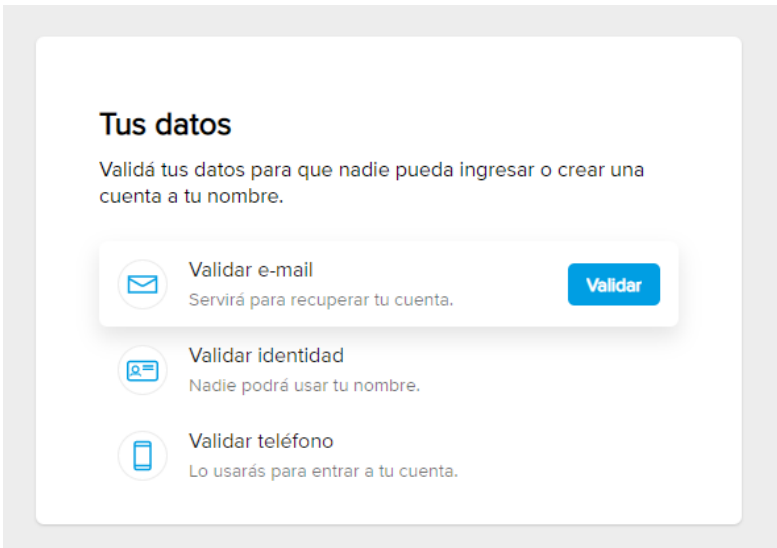 Tus datos
Validá tus datos para que nadie pueda ingresar o crear una
cuenta a tu nombre.
Validar e-mail
Servirá para recuperar tu cuenta.
Validar
Validar identidad
Nadie podrá usar tu nombre.
Validar teléfono
Lo usarás para entrar a tu cuenta.